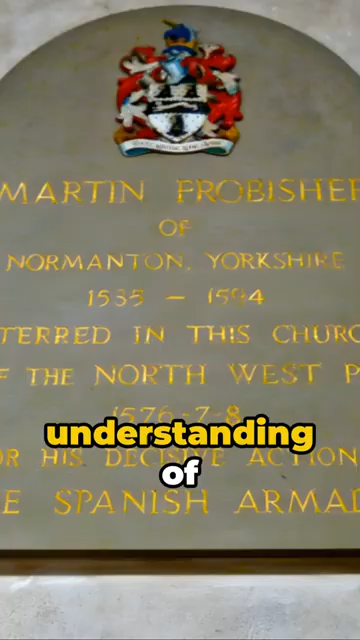 MARTIN FROBISHER
OF
NORMANTON, YORKSHIRE
1535 - 1594
TERRED IN THIS CHURC
F THE NORTH WEST P
1576-7-8
understanding
OR HIS DECISIVE ACTION
of
E SPANISH ARMAD